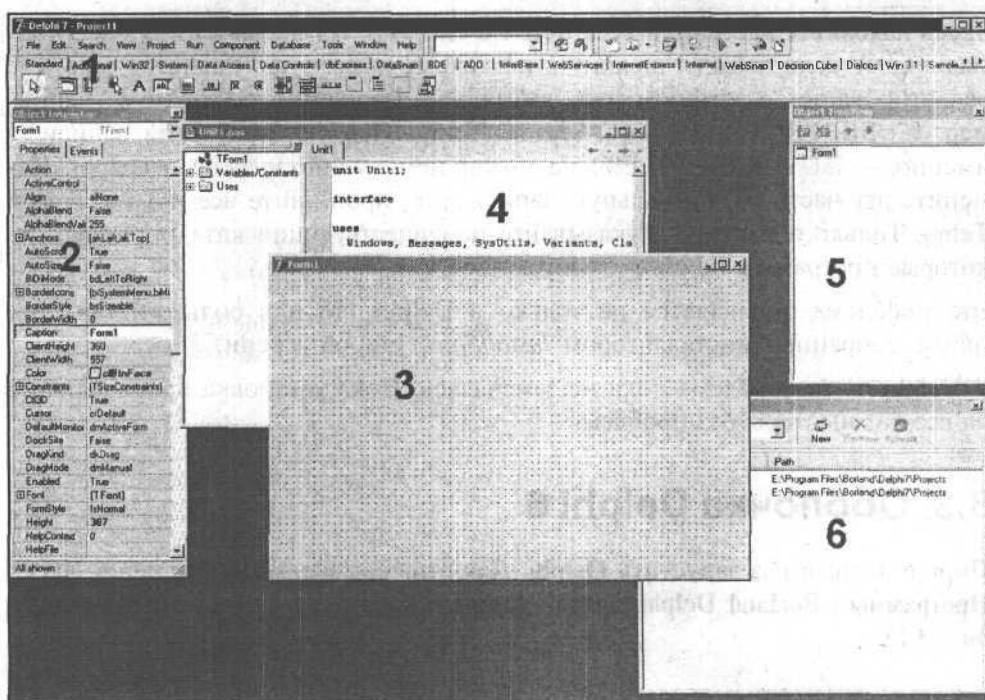 Delphi 7 - Project1
File Edit Search View Project Run Component Database Tools Window Help
Standard Additional Win32 System Data Access Data Controls dbExpress DataSnap BDE ADO InterBase WebServices InternetExpress Internet WebSnap Decision Cube Dialogs Win 3.1 Sample
1
Object Inspector
Form1 TForm1
Properties Events
Action
ActiveControl
Align alNone
AlphaBlend False
AlphaBlendVal 255
Anchors [akLeft,akTop]
AutoScroll True
AutoSize False
BiDiMode bdLeftToRight
BorderIcons [biSystemMenu,biMi
BorderStyle bsSizeable
BorderWidth 0
Caption Form1
ClientHeight 360
ClientWidth 557
Color clBtnFace
Constraints (TSizeConstraints)
Ctl3D True
Cursor crDefault
DefaultMonitor dmActiveForm
DockSite False
DragKind dkDrag
DragMode dmManual
Enabled True
Font (TFont)
FormStyle fsNormal
Height 387
HelpContext 0
HelpFile
All shown
2
Unit1.pas
TForm1
Variables/Constants
Uses
Unit1
unit Unit1;
interface
uses
Windows, Messages, SysUtils, Variants, Cla
4
Form1
3
Object TreeView
Form1
5
New
Path
E:\Program Files\Borland\Delphi7\Projects
E:\Program Files\Borland\Delphi7\Projects
6